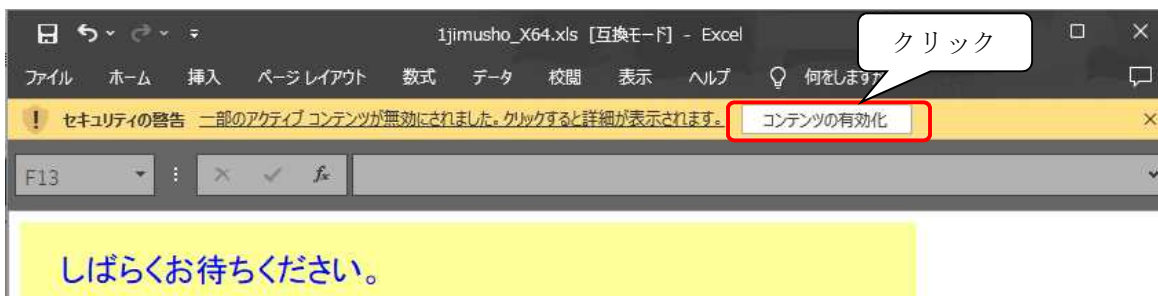 1jimusho_X64.xls [互換モード] - Excel
クリック
ファイル ホーム 挿入 ページ レイアウト 数式 データ 校閲 表示 ヘルプ 何をします
セキュリティの警告 一部のアクティブ コンテンツが無効にされました。クリックすると詳細が表示されます。 コンテンツの有効化
F13 fx
しばらくお待ちください。